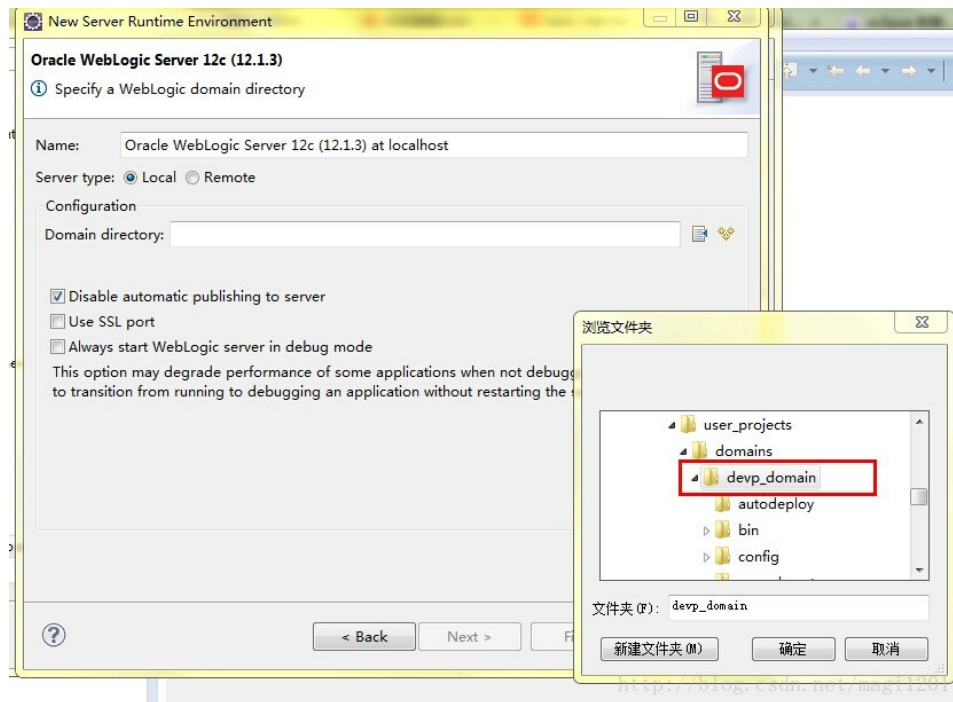 New Server Runtime Environment
Oracle WebLogic Server 12c (12.1.3)
Specify a WebLogic domain directory
Name: Oracle WebLogic Server 12c (12.1.3) at localhost
Server type: Local Remote
Configuration
Domain directory:
Disable automatic publishing to server
Use SSL port
Always start WebLogic server in debug mode
This option may degrade performance of some applications when not debugg
to transition from running to debugging an application without restarting the
浏览文件夹
user_projects
domains
devp_domain
autodeploy
bin
config
文件夹(F): devp_domain
新建文件夹(M) 确定 取消
< Back Next > Fi
http://blog.csdn.net/magi1201